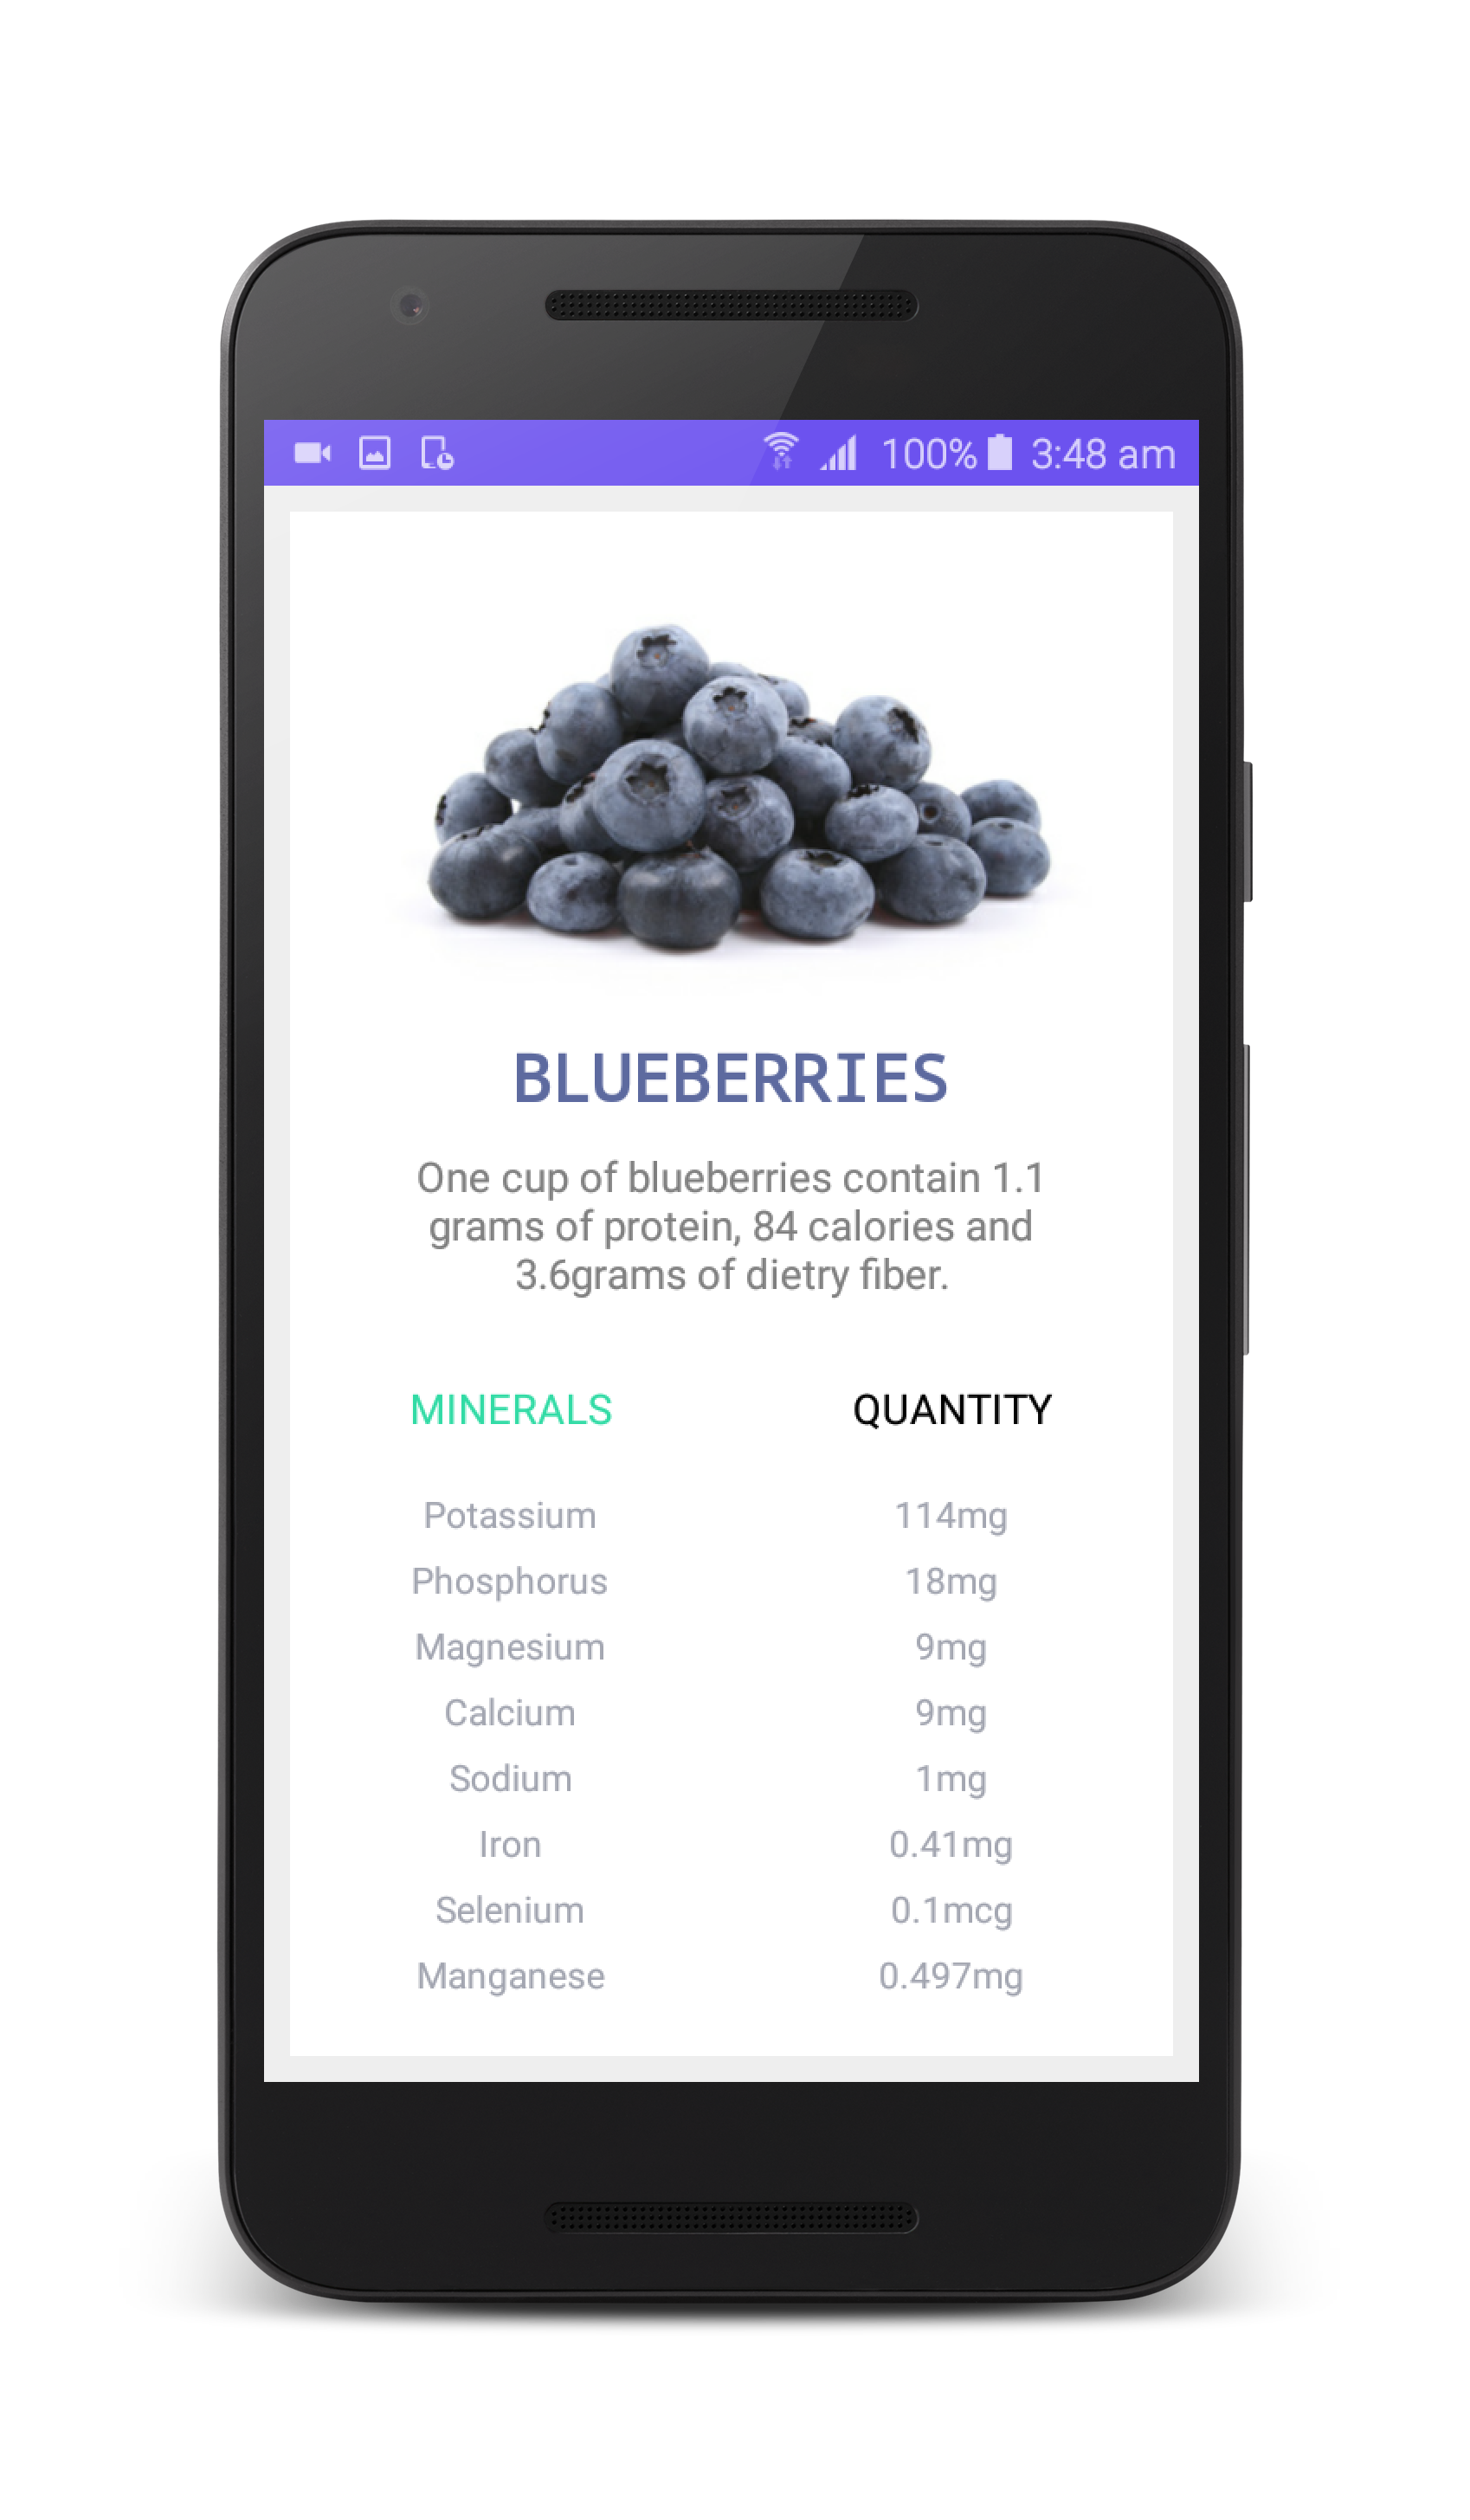 100% 3:48 am
BLUEBERRIES
One cup of blueberries contain 1.1
grams of protein, 84 calories and
3.6grams of dietry fiber.
MINERALS QUANTITY
Potassium 114mg
Phosphorus 18mg
Magnesium 9mg
Calcium 9mg
Sodium 1mg
Iron 0.41mg
Selenium 0.1mcg
Manganese 0.497mg